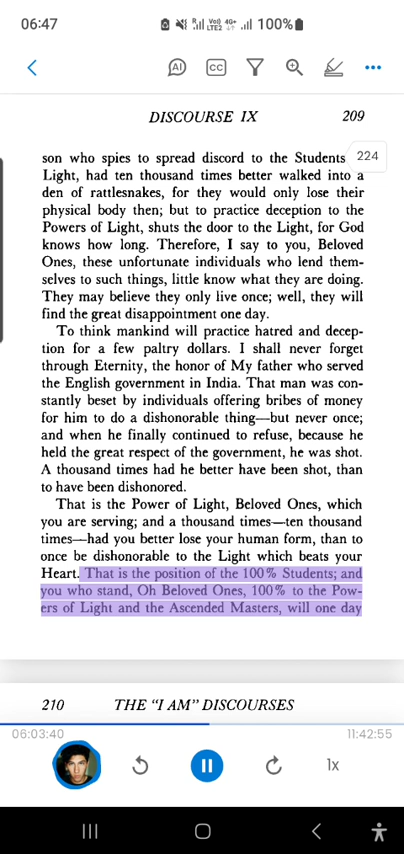 06:47
Vo))
R
LTE2
4G+
100%
AI
CC
DISCOURSE IX 209
224
son who spies to spread discord to the Students
Light, had ten thousand times better walked into a
den of rattlesnakes, for they would only lose their
physical body then; but to practice deception to the
Powers of Light, shuts the door to the Light, for God
knows how long. Therefore, I say to you, Beloved
Ones, these unfortunate individuals who lend them-
selves to such things, little know what they are doing.
They may believe they only live once; well, they will
find the great disappointment one day.
To think mankind will practice hatred and decep-
tion for a few paltry dollars. I shall never forget
through Eternity, the honor of My father who served
the English government in India. That man was con-
stantly beset by individuals offering bribes of money
for him to do a dishonorable thing—but never once;
and when he finally continued to refuse, because he
held the great respect of the government, he was shot.
A thousand times had he better have been shot, than
to have been dishonored.
That is the Power of Light, Beloved Ones, which
you are serving; and a thousand times—ten thousand
times—had you better lose your human form, than to
once be dishonorable to the Light which beats your
Heart. That is the position of the 100% Students; and
you who stand, Oh Beloved Ones, 100% to the Pow-
ers of Light and the Ascended Masters, will one day
210 THE “I AM” DISCOURSES
06:03:40 11:42:55
1x